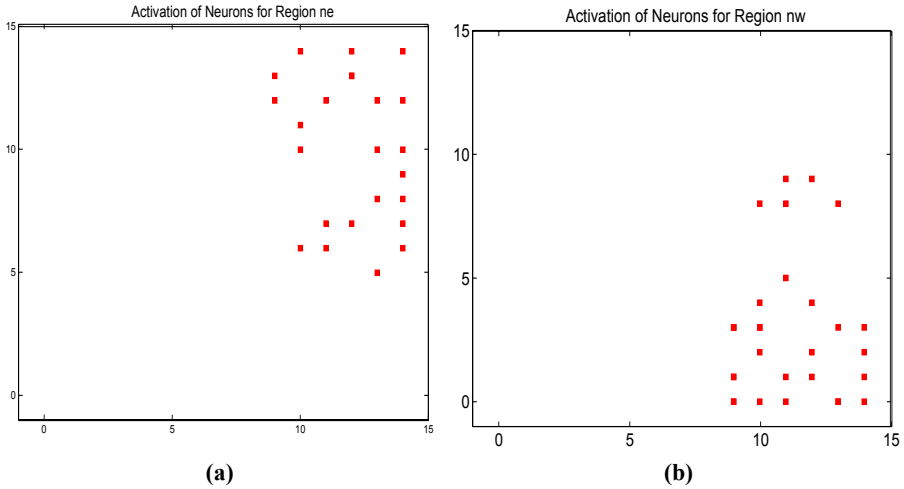 Activation of Neurons for Region ne
15
10
5
0
0 5 10 15
(a)
Activation of Neurons for Region nw
15
10
5
0
0 5 10 15
(b)